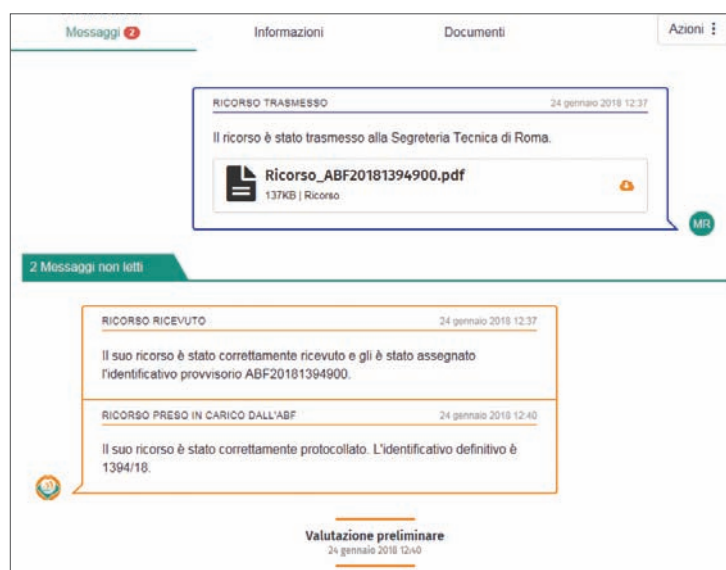 Messaggi 2 Informazioni Documenti Azioni
RICORSO TRASMESSO 24 gennaio 2018 12:37
Il ricorso è stato trasmesso alla Segreteria Tecnica di Roma.
Ricorso_ABF20181394900.pdf
137KB | Ricorso
MR
2 Messaggi non letti
RICORSO RICEVUTO 24 gennaio 2018 12:37
Il suo ricorso è stato correttamente ricevuto e gli è stato assegnato
l'identificativo provvisorio ABF20181394900.
RICORSO PRESO IN CARICO DALL'ABF 24 gennaio 2018 12:40
Il suo ricorso è stato correttamente protocollato. L'identificativo definitivo è
1394/18.
Valutazione preliminare
24 gennaio 2018 12:40